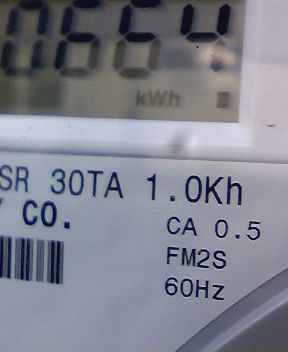 0664
kWh
SR 30TA 1.0Kh
Y CO.
CA 0.5
FM2S
60Hz